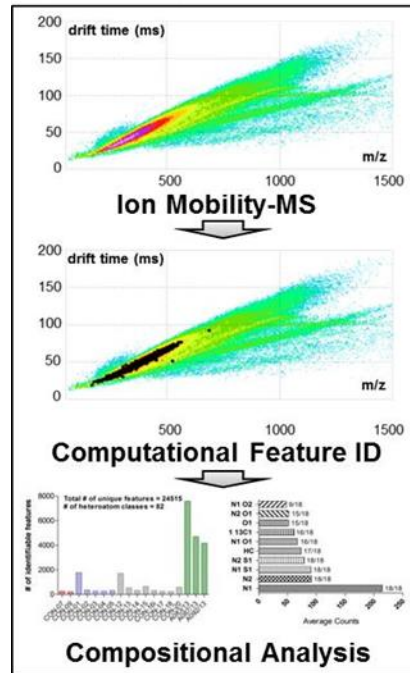 drift time (ms)
200
150
100
50
0
m/z
500
1000
1500
Ion Mobility-MS
drift time (ms)
200
150
100
50
0
m/z
500
1000
1500
Computational Feature ID
8000
6000
4000
2000
0
# of identifiable features
Total # of unique features = 24515
# of heteroatom classes = 82
N1 O2
N2 O1
O1
1 13C1
N1 O1
HC
N2 S1
N1 S1
N2
N1
9/18
15/18
15/18
16/18
16/18
17/18
18/18
18/18
18/18
18/18
0
50
100
150
200
250
Average Counts
Compositional Analysis